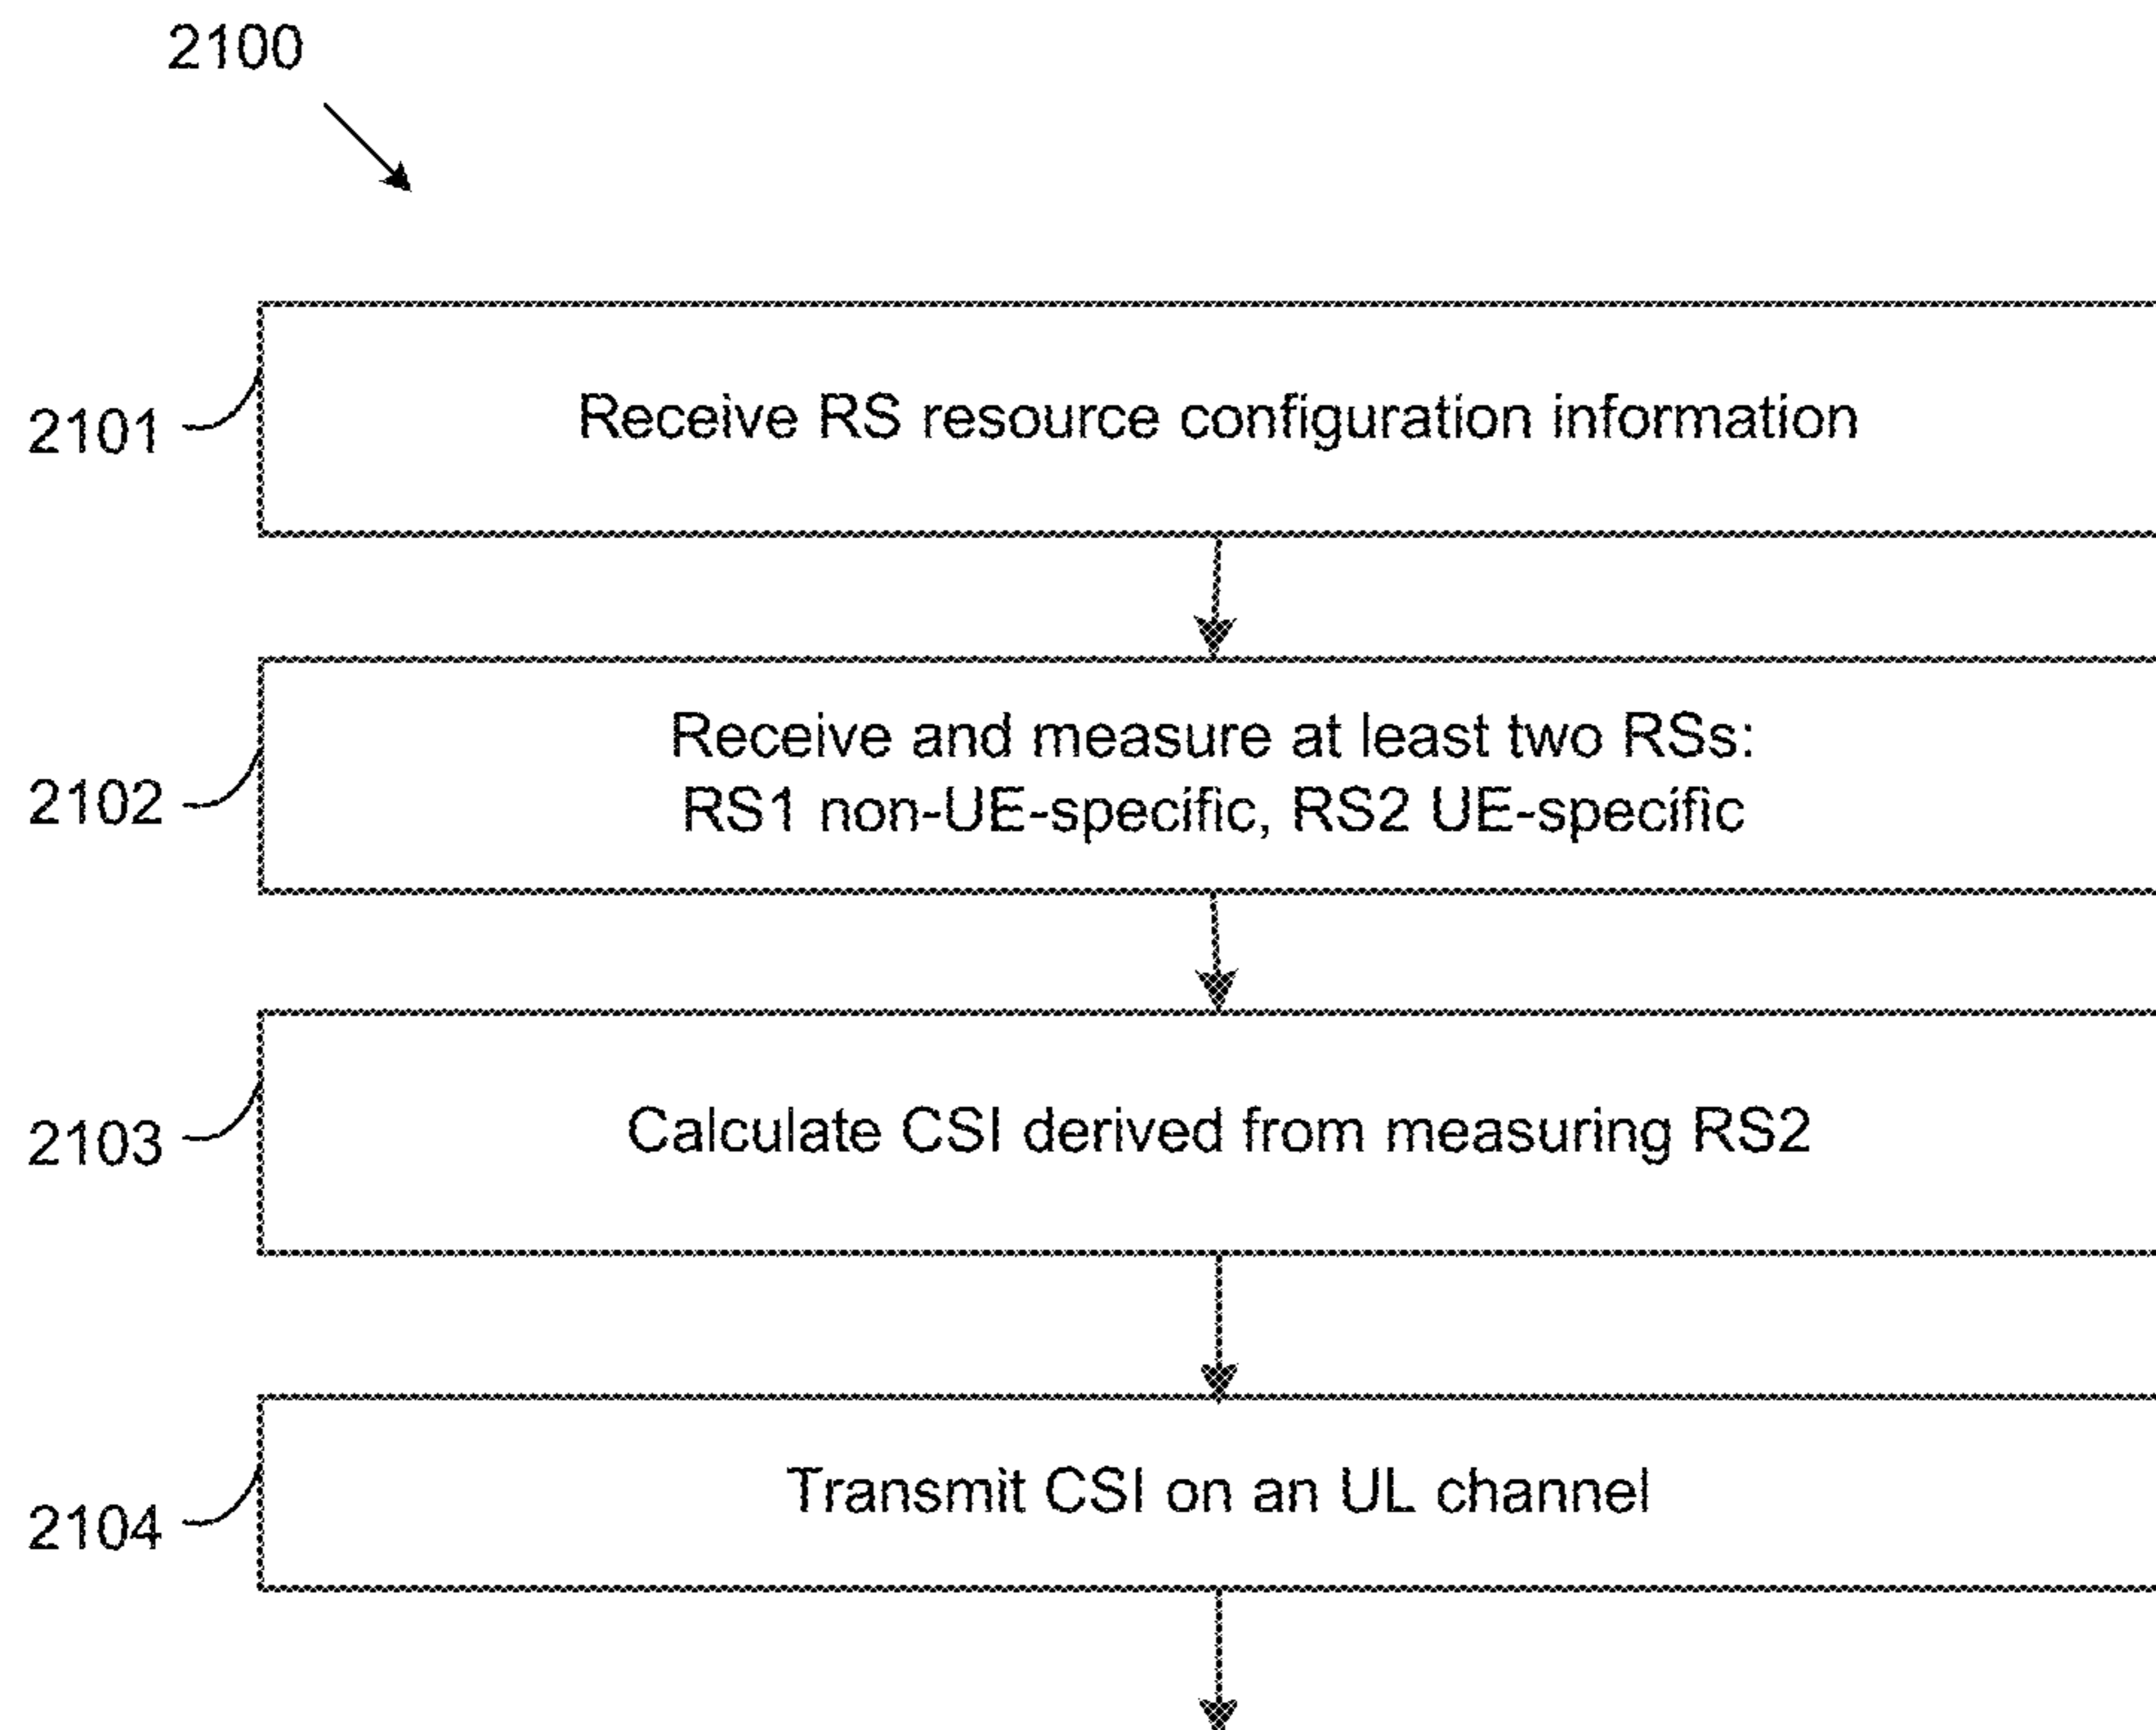 2100
2101
Receive RS resource configuration information
2102
Receive and measure at least two RSs:
RS1 non-UE-specific, RS2 UE-specific
2103
Calculate CSI derived from measuring RS2
2104
Transmit CSI on an UL channel